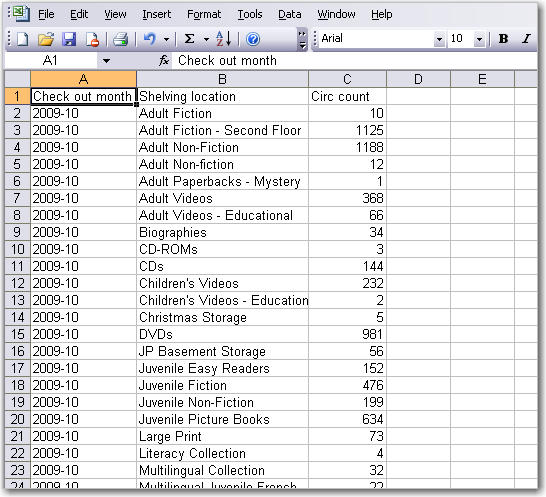 File Edit View Insert Format Tools Data Window Help
Arial 10 B I
A1 fx Check out month
A B C D E
1 Check out month Shelving location Circ count
2 2009-10 Adult Fiction 10
3 2009-10 Adult Fiction - Second Floor 1125
4 2009-10 Adult Non-Fiction 1188
5 2009-10 Adult Non-fiction 12
6 2009-10 Adult Paperbacks - Mystery 1
7 2009-10 Adult Videos 368
8 2009-10 Adult Videos - Educational 66
9 2009-10 Biographies 34
10 2009-10 CD-ROMs 3
11 2009-10 CDs 144
12 2009-10 Children's Videos 232
13 2009-10 Children's Videos - Education 2
14 2009-10 Christmas Storage 5
15 2009-10 DVDs 981
16 2009-10 JP Basement Storage 56
17 2009-10 Juvenile Easy Readers 152
18 2009-10 Juvenile Fiction 476
19 2009-10 Juvenile Non-Fiction 199
20 2009-10 Juvenile Picture Books 634
21 2009-10 Large Print 73
22 2009-10 Literacy Collection 4
23 2009-10 Multilingual Collection 32
24 2009-10 Multilingual Juvenile French 22